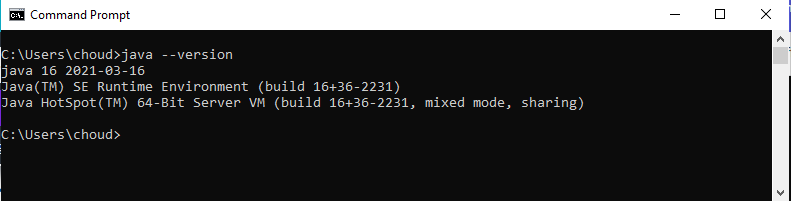 Command Prompt
C:\Users\choud>java --version
java 16 2021-03-16
Java(TM) SE Runtime Environment (build 16+36-2231)
Java HotSpot(TM) 64-Bit Server VM (build 16+36-2231, mixed mode, sharing)
C:\Users\choud>